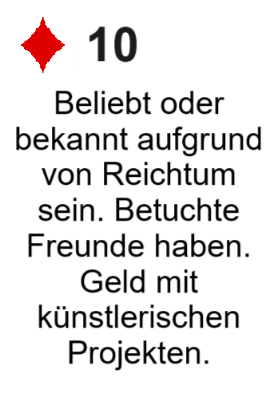 10
Beliebt oder
bekannt aufgrund
von Reichtum
sein. Betuchte
Freunde haben.
Geld mit
künstlerischen
Projekten.